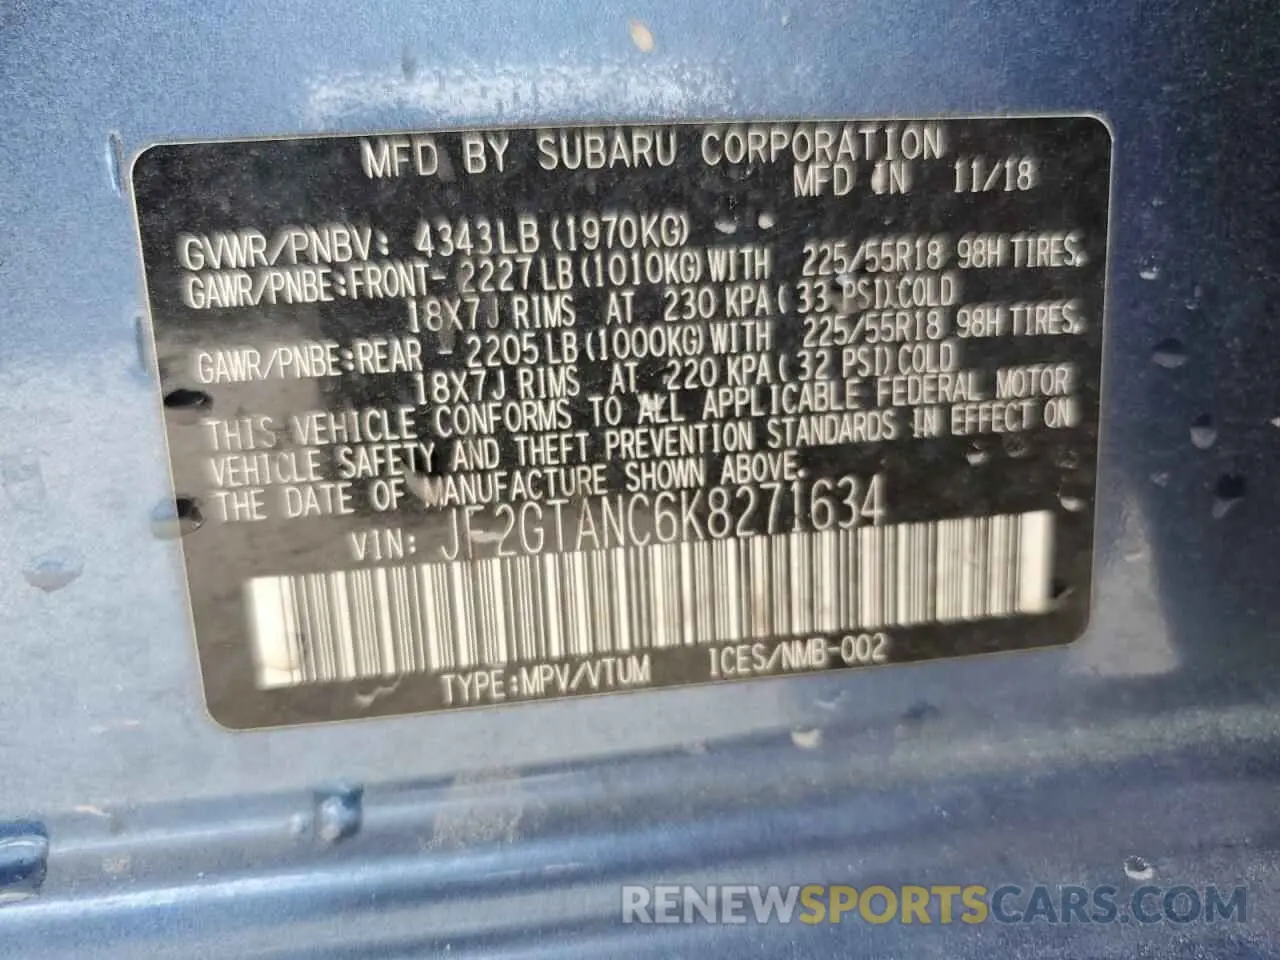 MFD BY SUBARU CORPORATION
MFD IN 11/18
GVWR/PNBV: 4343LB (1970KG)
GAWR/PNBE:FRONT- 2227LB (1010KG) WITH 225/55R18 98H TIRES,
18X7J RIMS AT 230 KPA ( 33 PSI) COLD
GAWR/PNBE:REAR - 2205LB (1000KG) WITH 225/55R18 98H TIRES,
18X7J RIMS AT 220 KPA ( 32 PSI) COLD
THIS VEHICLE CONFORMS TO ALL APPLICABLE FEDERAL MOTOR
VEHICLE SAFETY AND THEFT PREVENTION STANDARDS IN EFFECT ON
THE DATE OF MANUFACTURE SHOWN ABOVE.
VIN: JF2GTANC6K8271634
TYPE:MPV/VTUM ICES/NMB-002
RENEWSPORTSCARS.COM